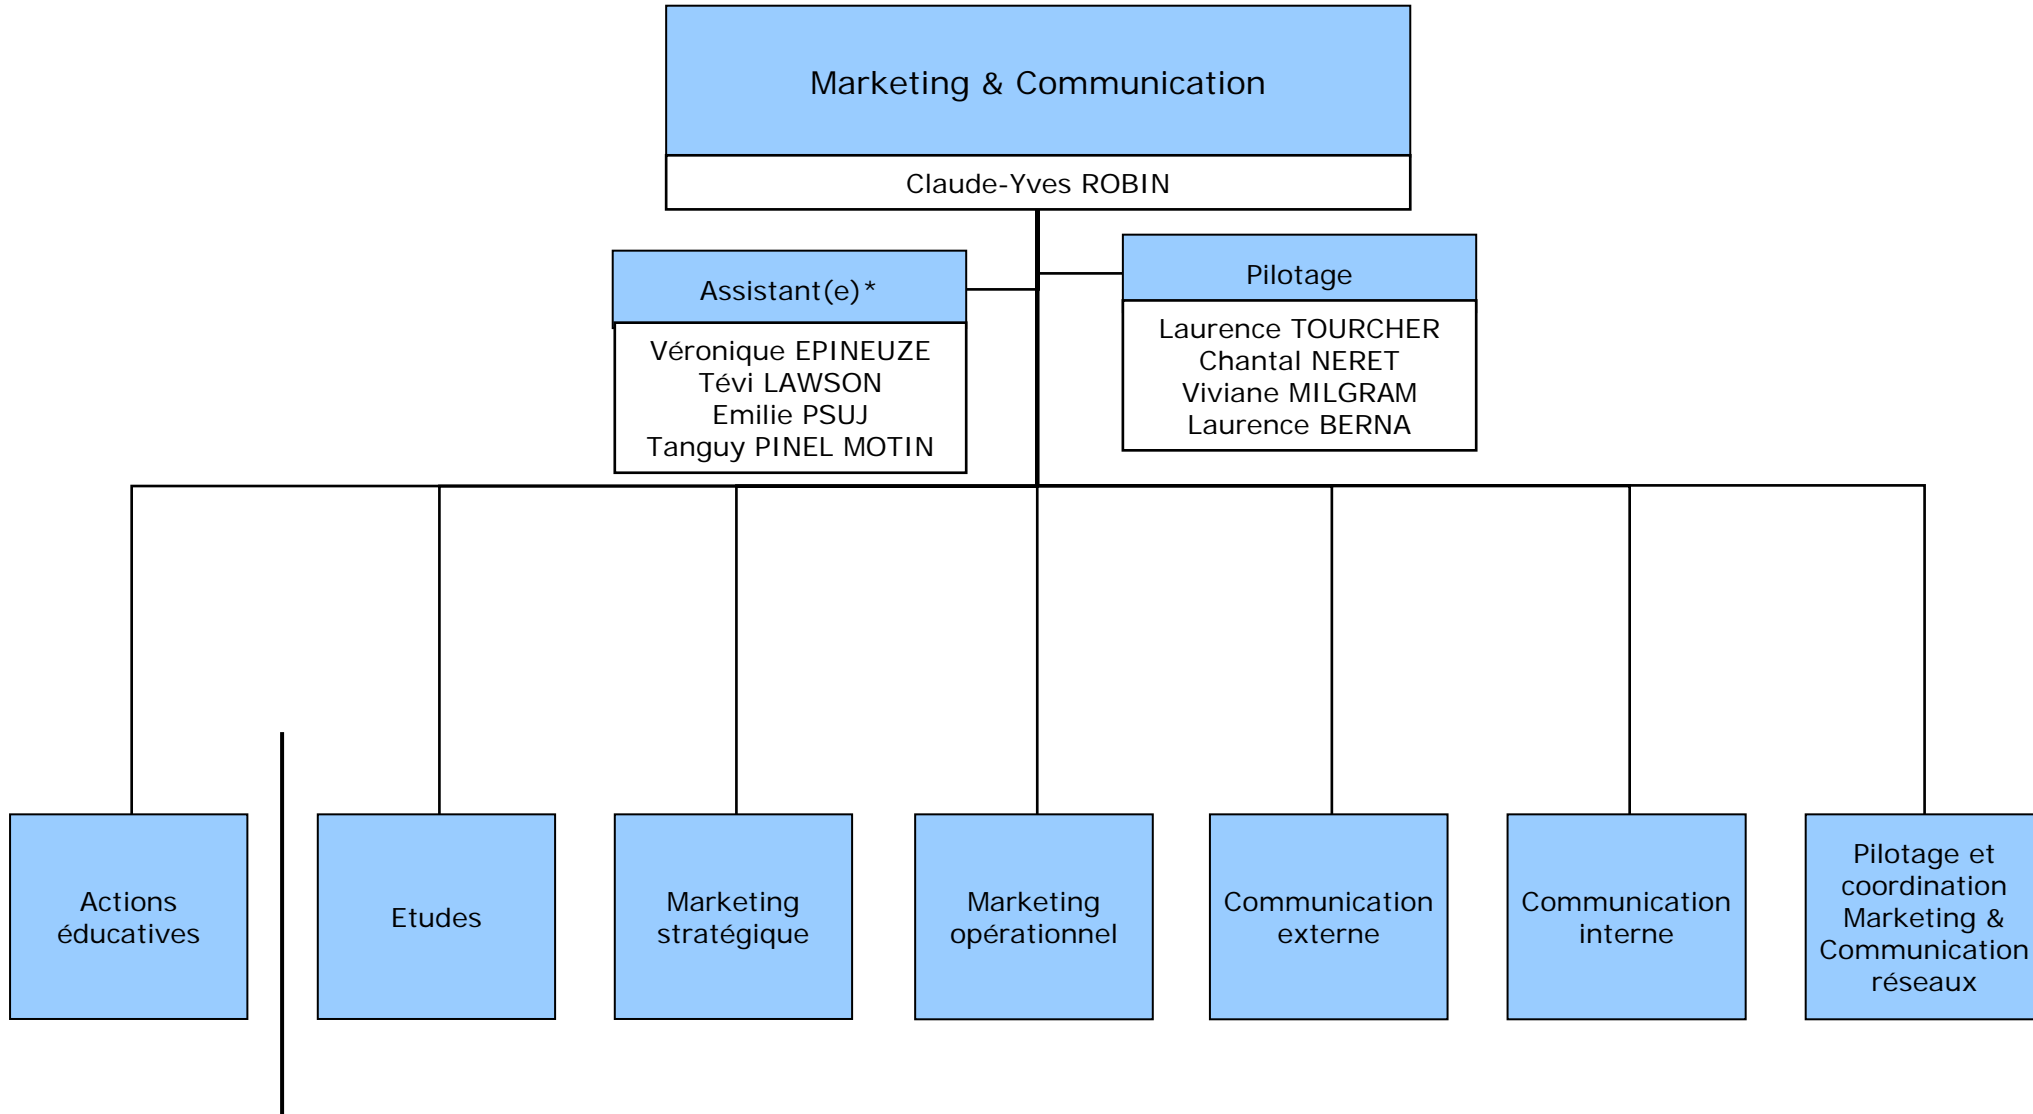 Marketing & Communication
Claude-Yves ROBIN
Assistant(e)*
Véronique EPINEUZE
Tévi LAWSON
Emilie PSUJ
Tanguy PINEL MOTIN
Pilotage
Laurence TOURCHER
Chantal NERET
Viviane MILGRAM
Laurence BERNA
Actions
éducatives
Etudes
Marketing
stratégique
Marketing
opérationnel
Communication
externe
Communication
interne
Pilotage et
coordination
Marketing &
Communication
réseaux